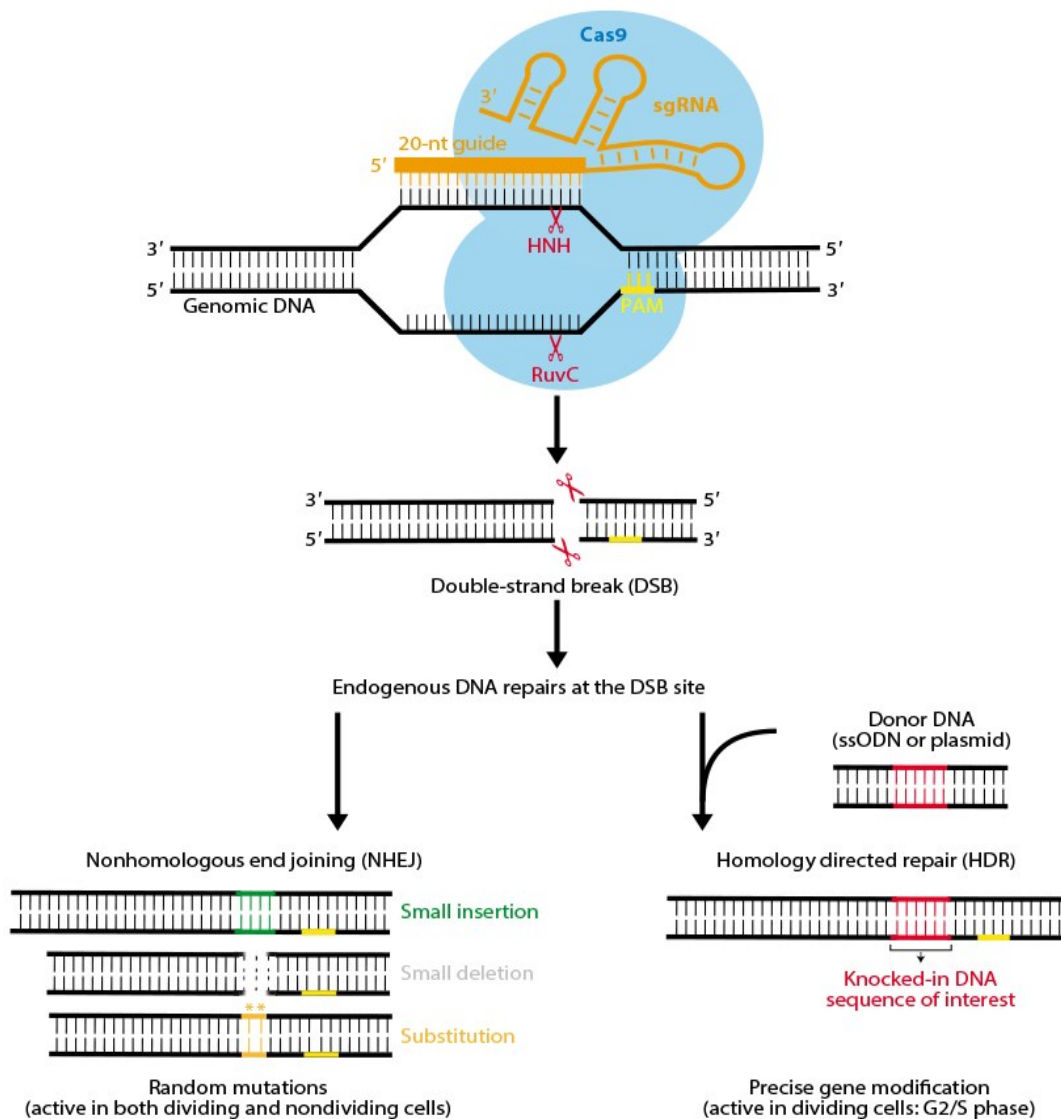 Cas9
3′
sgRNA
20-nt guide
5′
HNH
3′
5′
5′
3′
Genomic DNA
PAM
RuvC
3′
5′
5′
3′
Double-strand break (DSB)
Endogenous DNA repairs at the DSB site
Donor DNA
(ssODN or plasmid)
Nonhomologous end joining (NHEJ)
Homology directed repair (HDR)
Small insertion
Small deletion
**
Substitution
Knocked-in DNA
sequence of interest
Random mutations
(active in both dividing and nondividing cells)
Precise gene modification
(active in dividing cells: G2/S phase)